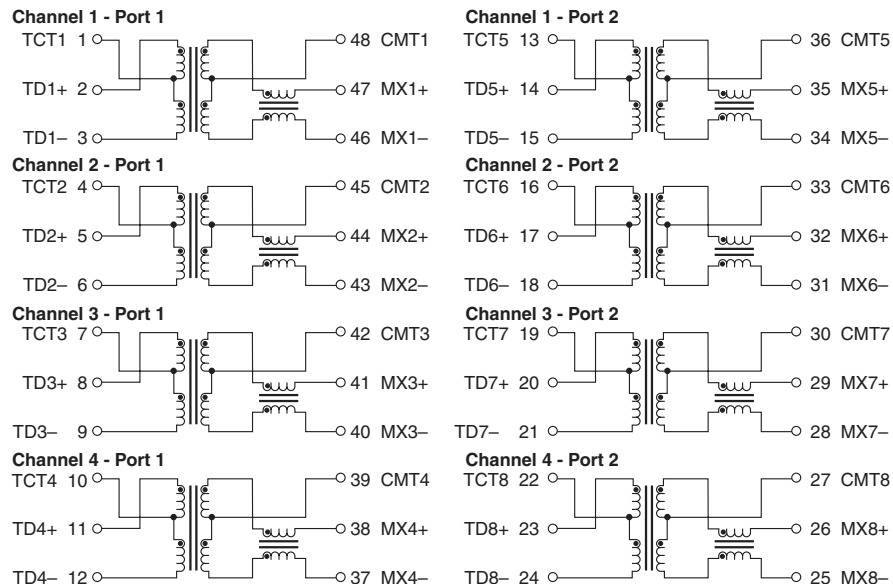 Channel 1 - Port 1
TCT1 1 48 CMT1
TD1+ 2 47 MX1+
TD1– 3 46 MX1–
Channel 2 - Port 1
TCT2 4 45 CMT2
TD2+ 5 44 MX2+
TD2– 6 43 MX2–
Channel 3 - Port 1
TCT3 7 42 CMT3
TD3+ 8 41 MX3+
TD3– 9 40 MX3–
Channel 4 - Port 1
TCT4 10 39 CMT4
TD4+ 11 38 MX4+
TD4– 12 37 MX4–
Channel 1 - Port 2
TCT5 13 36 CMT5
TD5+ 14 35 MX5+
TD5– 15 34 MX5–
Channel 2 - Port 2
TCT6 16 33 CMT6
TD6+ 17 32 MX6+
TD6– 18 31 MX6–
Channel 3 - Port 2
TCT7 19 30 CMT7
TD7+ 20 29 MX7+
TD7– 21 28 MX7–
Channel 4 - Port 2
TCT8 22 27 CMT8
TD8+ 23 26 MX8+
TD8– 24 25 MX8–